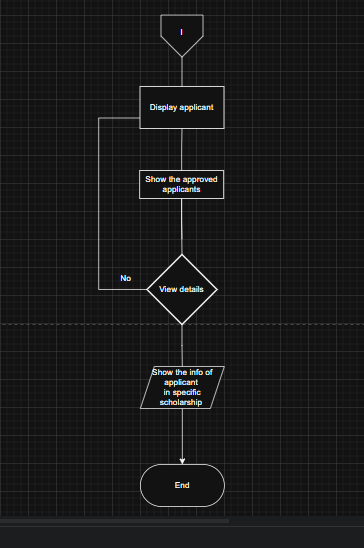 I
Display applicant
Show the approved
applicants
No
View details
Show the info of
applicant
in specific
scholarship
End